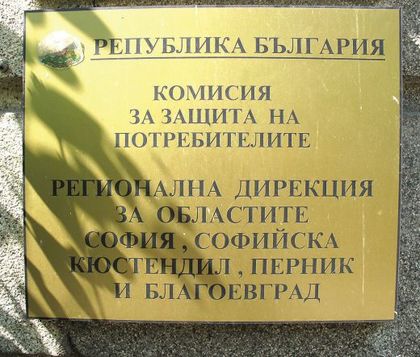 РЕПУБЛИКА БЪЛГАРИЯ
КОМИСИЯ
ЗА ЗАЩИТА НА
ПОТРЕБИТЕЛИТЕ
РЕГИОНАЛНА ДИРЕКЦИЯ
ЗА ОБЛАСТИТЕ
СОФИЯ , СОФИЙСКА
КЮСТЕНДИЛ , ПЕРНИК
И БЛАГОЕВГРАД